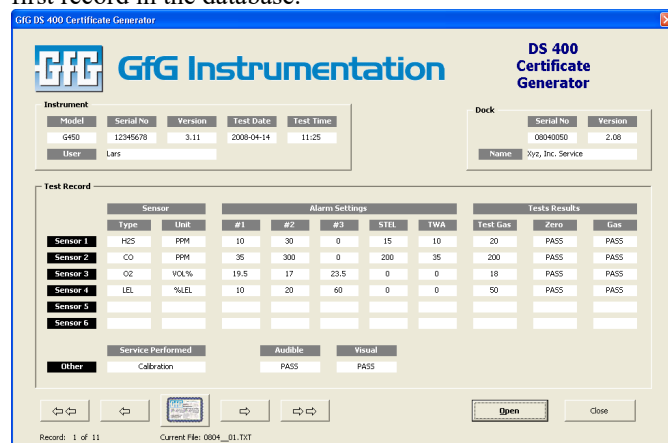 first record in the database.
GfG DS 400 Certificate Generator
GfG
GfG Instrumentation
DS 400
Certificate
Generator
Instrument
Model Serial No Version Test Date Test Time
G450 12345678 3.11 2008-04-14 11:25
User Lars
Dock
Serial No Version
08040050 2.08
Name Xyz, Inc. Service
Test Record
Sensor Alarm Settings Tests Results
Type Unit #1 #2 #3 STEL TWA Test Gas Zero Gas
Sensor 1 H2S PPM 10 30 0 15 10 20 PASS PASS
Sensor 2 CO PPM 35 300 0 200 35 200 PASS PASS
Sensor 3 O2 VOL% 19.5 17 23.5 0 0 18 PASS PASS
Sensor 4 LEL %LEL 10 20 60 0 0 50 PASS PASS
Sensor 5
Sensor 6
Service Performed Audible Visual
Other Calibration PASS PASS
Open Close
Record: 1 of 11 Current File: 0804__01.TXT